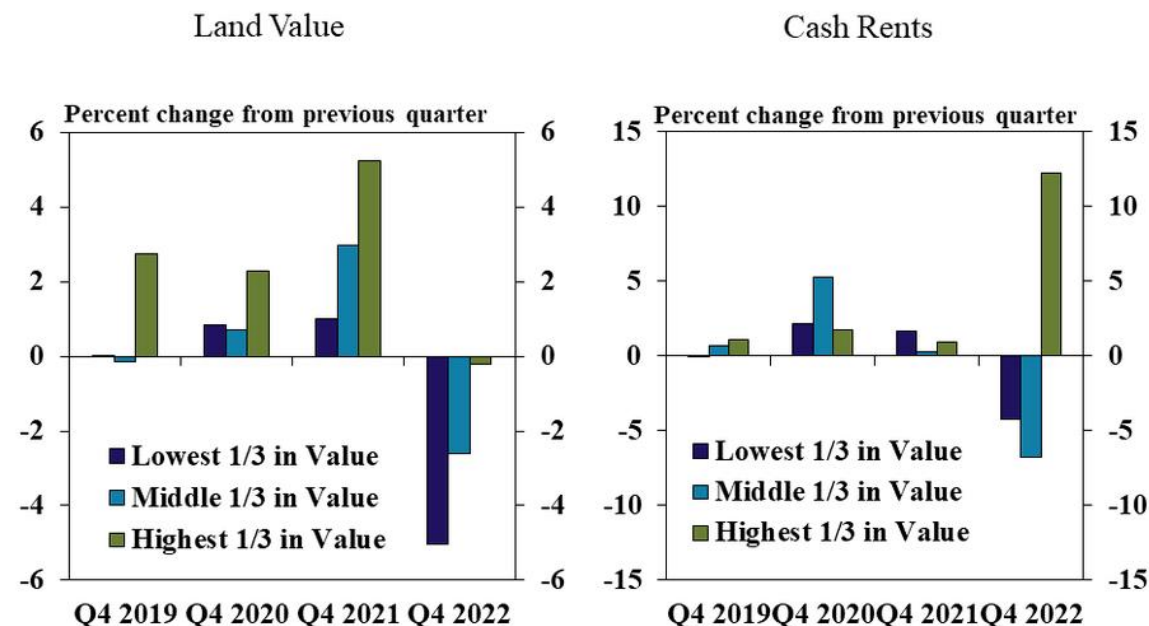 Land Value
Percent change from previous quarter
6
4
2
0
-2
-4
-6
6
4
2
0
-2
-4
-6
Lowest 1/3 in Value
Middle 1/3 in Value
Highest 1/3 in Value
Q4 2019 Q4 2020 Q4 2021 Q4 2022
Cash Rents
Percent change from previous quarter
15
10
5
0
-5
-10
-15
15
10
5
0
-5
-10
-15
Lowest 1/3 in Value
Middle 1/3 in Value
Highest 1/3 in Value
Q4 2019Q4 2020Q4 2021Q4 2022